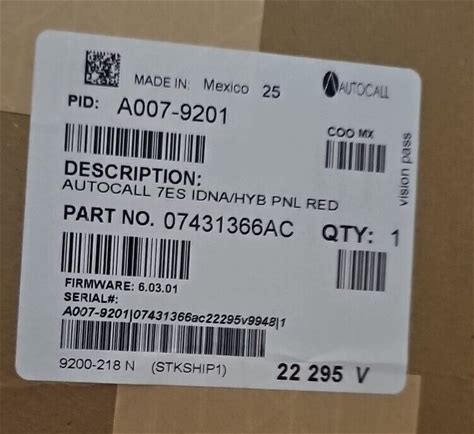 MADE IN: Mexico 25
AUTOCALL
PID: A007-9201
COO MX
vision pass
DESCRIPTION:
AUTOCALL 7ES IDNA/HYB PNL RED
PART NO. 07431366AC QTY: 1
FIRMWARE: 6.03.01
SERIAL#:
A007-9201|07431366ac22295v9948|1
9200-218 N (STKSHIP1) 22 295 V